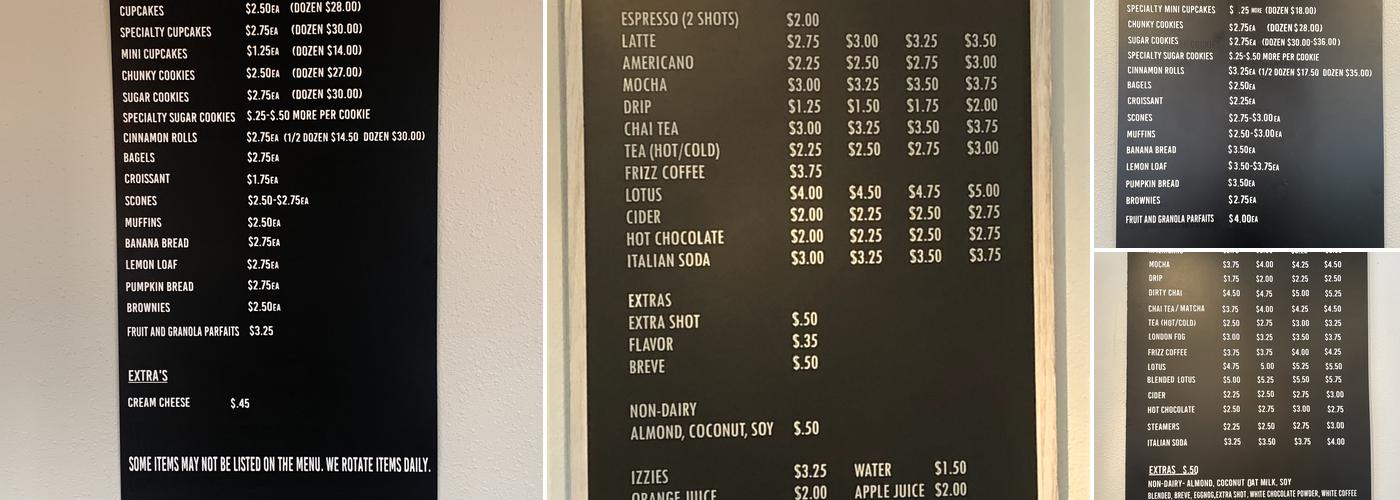 CUPCAKES $2.50EA (DOZEN $28.00)
SPECIALTY CUPCAKES $2.75EA (DOZEN $30.00)
MINI CUPCAKES $1.25EA (DOZEN $14.00)
CHUNKY COOKIES $2.50EA (DOZEN $27.00)
SUGAR COOKIES $2.75EA (DOZEN $30.00)
SPECIALTY SUGAR COOKIES $.25-$.50 MORE PER COOKIE
CINNAMON ROLLS $2.75EA (1/2 DOZEN $14.50 DOZEN $30.00)
BAGELS $2.75EA
CROISSANT $1.75EA
SCONES $2.50-$2.75EA
MUFFINS $2.50EA
BANANA BREAD $2.75EA
LEMON LOAF $2.75EA
PUMPKIN BREAD $2.75EA
BROWNIES $2.50EA
FRUIT AND GRANOLA PARFAITS $3.25
EXTRA'S
CREAM CHEESE $.45
SOME ITEMS MAY NOT BE LISTED ON THE MENU. WE ROTATE ITEMS DAILY.
ESPRESSO (2 SHOTS) $2.00
LATTE $2.75 $3.00 $3.25 $3.50
AMERICANO $2.25 $2.50 $2.75 $3.00
MOCHA $3.00 $3.25 $3.50 $3.75
DRIP $1.25 $1.50 $1.75 $2.00
CHAI TEA $3.00 $3.25 $3.50 $3.75
TEA (HOT/COLD) $2.25 $2.50 $2.75 $3.00
FRIZZ COFFEE $3.75
LOTUS $4.00 $4.50 $4.75 $5.00
CIDER $2.00 $2.25 $2.50 $2.75
HOT CHOCOLATE $2.00 $2.25 $2.50 $2.75
ITALIAN SODA $3.00 $3.25 $3.50 $3.75
EXTRAS
EXTRA SHOT $.50
FLAVOR $.35
BREVE $.50
NON-DAIRY
ALMOND, COCONUT, SOY $.50
IZZIES $3.25 WATER $1.50
ORANGE JUICE $2.00 APPLE JUICE $2.00
SPECIALTY MINI CUPCAKES $ .25 MORE (DOZEN $18.00)
CHUNKY COOKIES $2.75EA (DOZEN $28.00)
SUGAR COOKIES $2.75EA (DOZEN $30.00-$36.00)
SPECIALTY SUGAR COOKIES $.25-$.50 MORE PER COOKIE
CINNAMON ROLLS $3.25EA (1/2 DOZEN $17.50 DOZEN $35.00)
BAGELS $2.50EA
CROISSANT $2.25EA
SCONES $2.75-$3.00EA
MUFFINS $2.50-$3.00EA
BANANA BREAD $3.50EA
LEMON LOAF $3.50-$3.75EA
PUMPKIN BREAD $3.50EA
BROWNIES $2.75EA
FRUIT AND GRANOLA PARFAITS $4.00EA
MOCHA $3.75 $4.00 $4.25 $4.50
DRIP $1.75 $2.00 $2.25 $2.50
DIRTY CHAI $4.50 $4.75 $5.00 $5.25
CHAI TEA/ MATCHA $3.75 $4.00 $4.25 $4.50
TEA (HOT/COLD) $2.50 $2.75 $3.00 $3.25
LONDON FOG $3.00 $3.25 $3.50 $3.75
FRIZZ COFFEE $3.75 $3.75 $4.00 $4.25
LOTUS $4.75 5.00 $5.25 $5.50
BLENDED LOTUS $5.00 $5.25 $5.50 $5.75
CIDER $2.25 $2.50 $2.75 $3.00
HOT CHOCOLATE $2.50 $2.75 $3.00 $2.75
STEAMERS $2.25 $2.50 $2.75 $3.00
ITALIAN SODA $3.25 $3.50 $3.75 $4.00
EXTRAS $.50
NON-DAIRY- ALMOND, COCONUT OAT MILK, SOY
BLENDED, BREVE, EGGNOG,EXTRA SHOT, WHITE CHOCOLATE POWDER, WHITE COFFEE